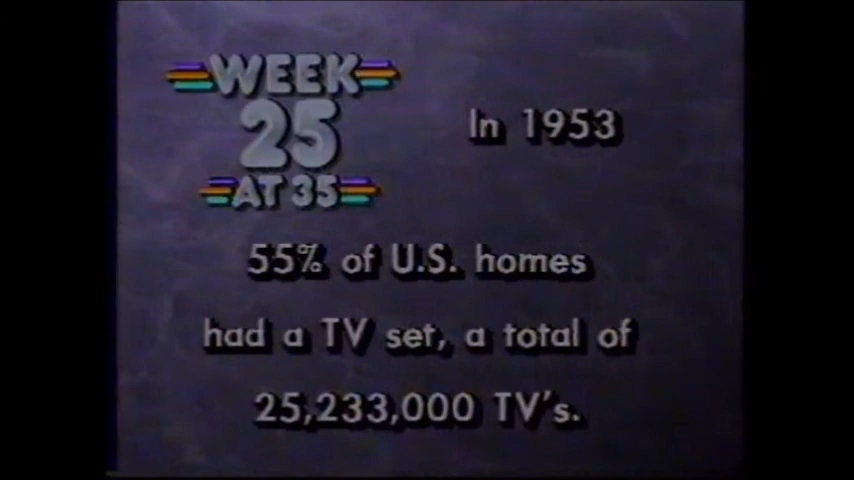 WEEK
25
AT 35
In 1953
55% of U.S. homes
had a TV set, a total of
25,233,000 TV's.